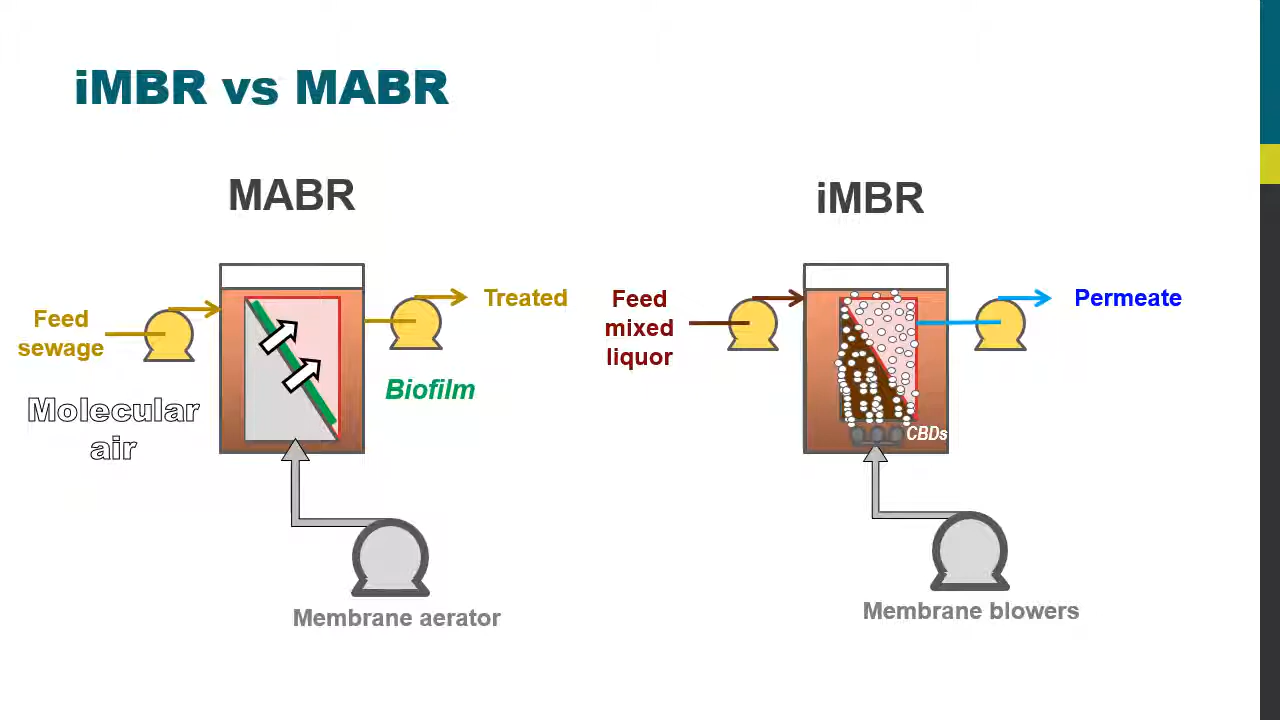 iMBR vs MABR
MABR
Feed
sewage
Treated
Molecular
air
Biofilm
Membrane aerator
iMBR
Feed
mixed
liquor
Permeate
CBDs
Membrane blowers